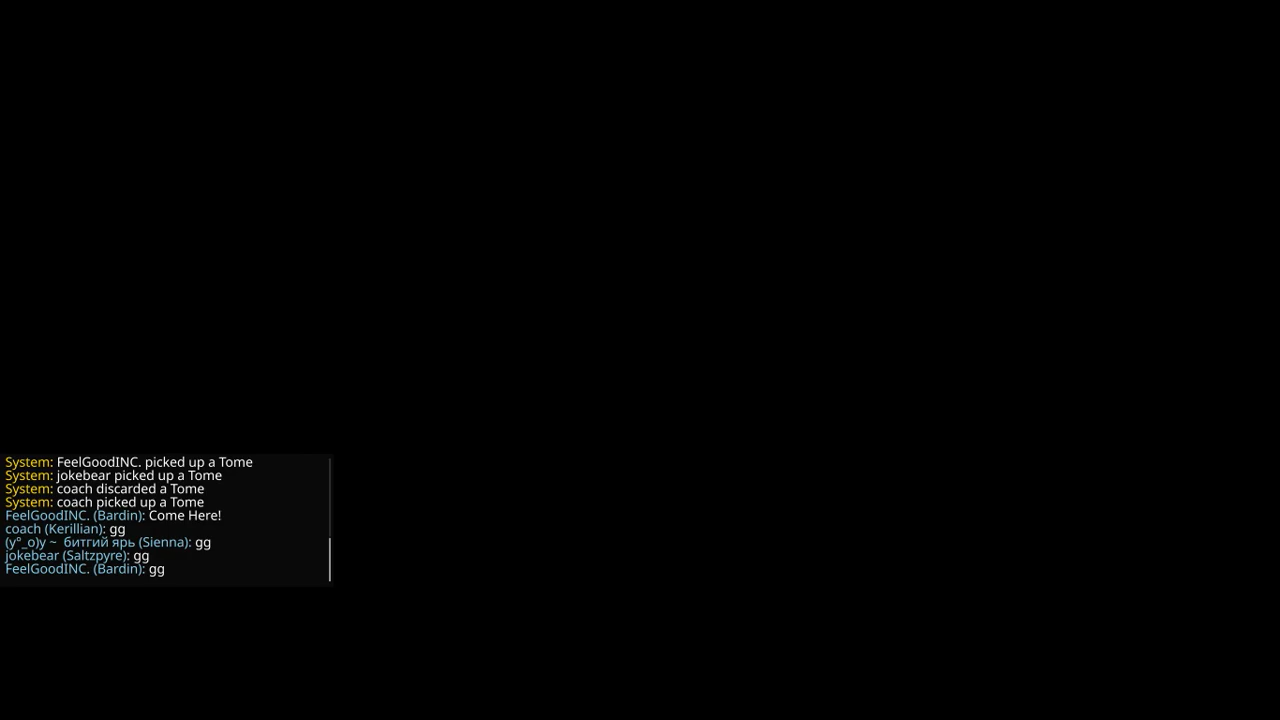 System: FeelGoodINC. picked up a Tome
System: jokebear picked up a Tome
System: coach discarded a Tome
System: coach picked up a Tome
FeelGoodINC. (Bardin): Come Here!
coach (Kerillian): gg
(y°_o)y ~  битгий ярь (Sienna): gg
jokebear (Saltzpyre): gg
FeelGoodINC. (Bardin): gg